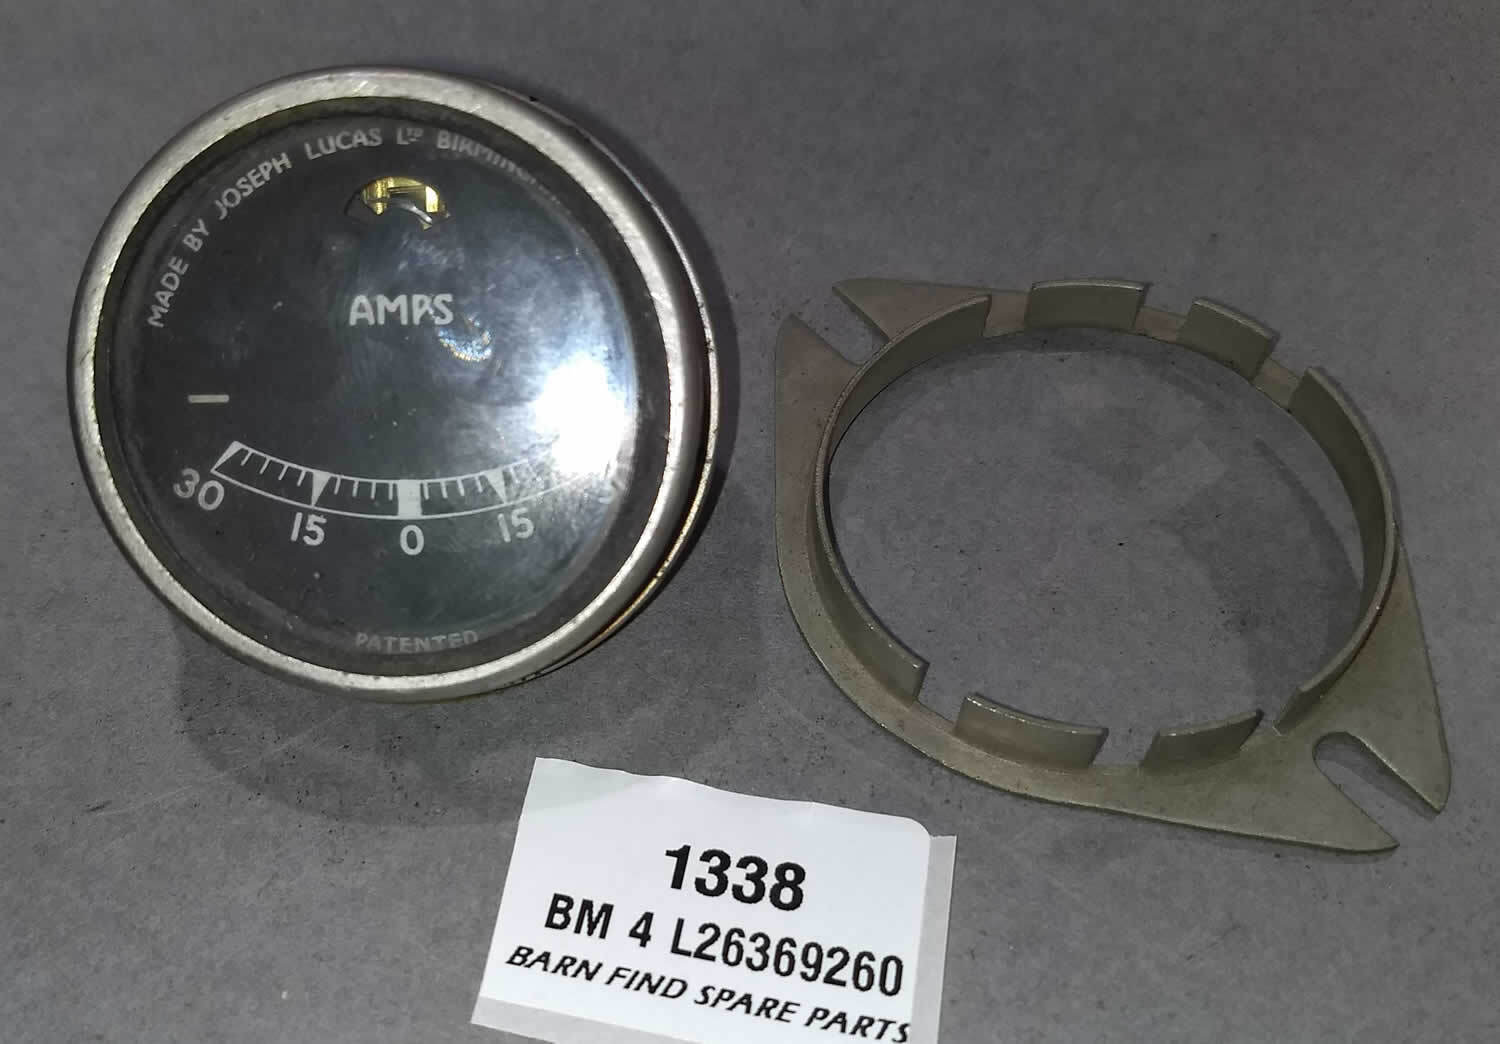 MADE BY JOSEPH LUCAS LTD
AMPS
30 15 0 15
PATENTED
1338
BM 4 L26369260
BARN FIND SPARE PARTS